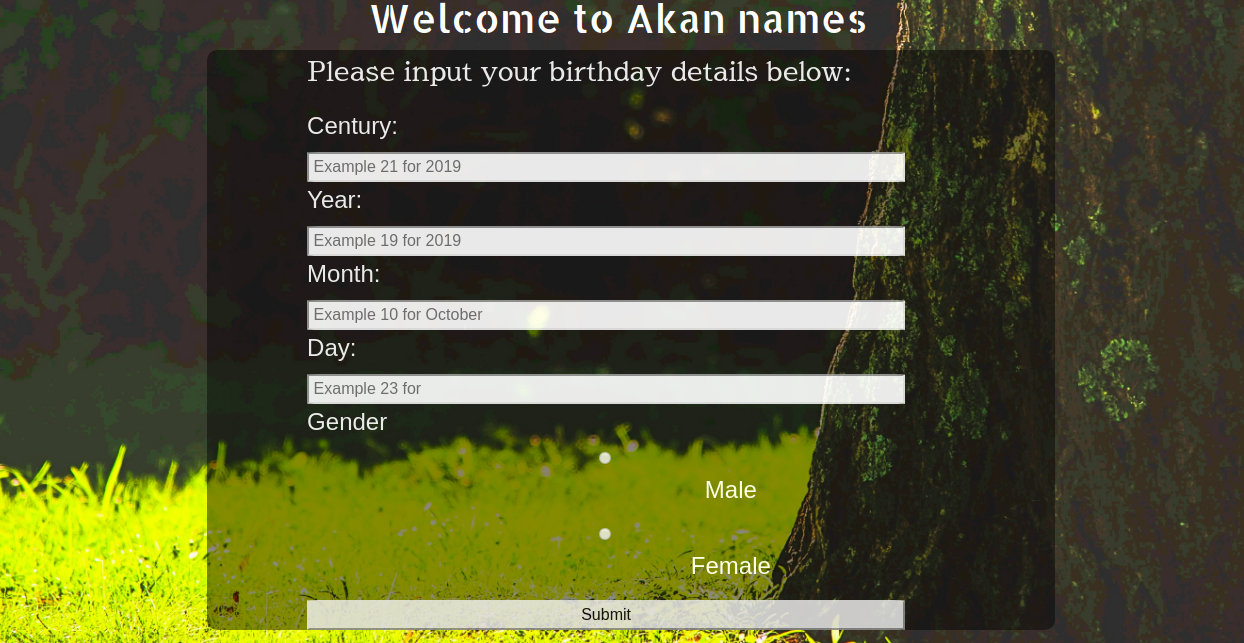 Welcome to Akan names
Please input your birthday details below:
Century:
Example 21 for 2019
Year:
Example 19 for 2019
Month:
Example 10 for October
Day:
Example 23 for
Gender
Male
Female
Submit